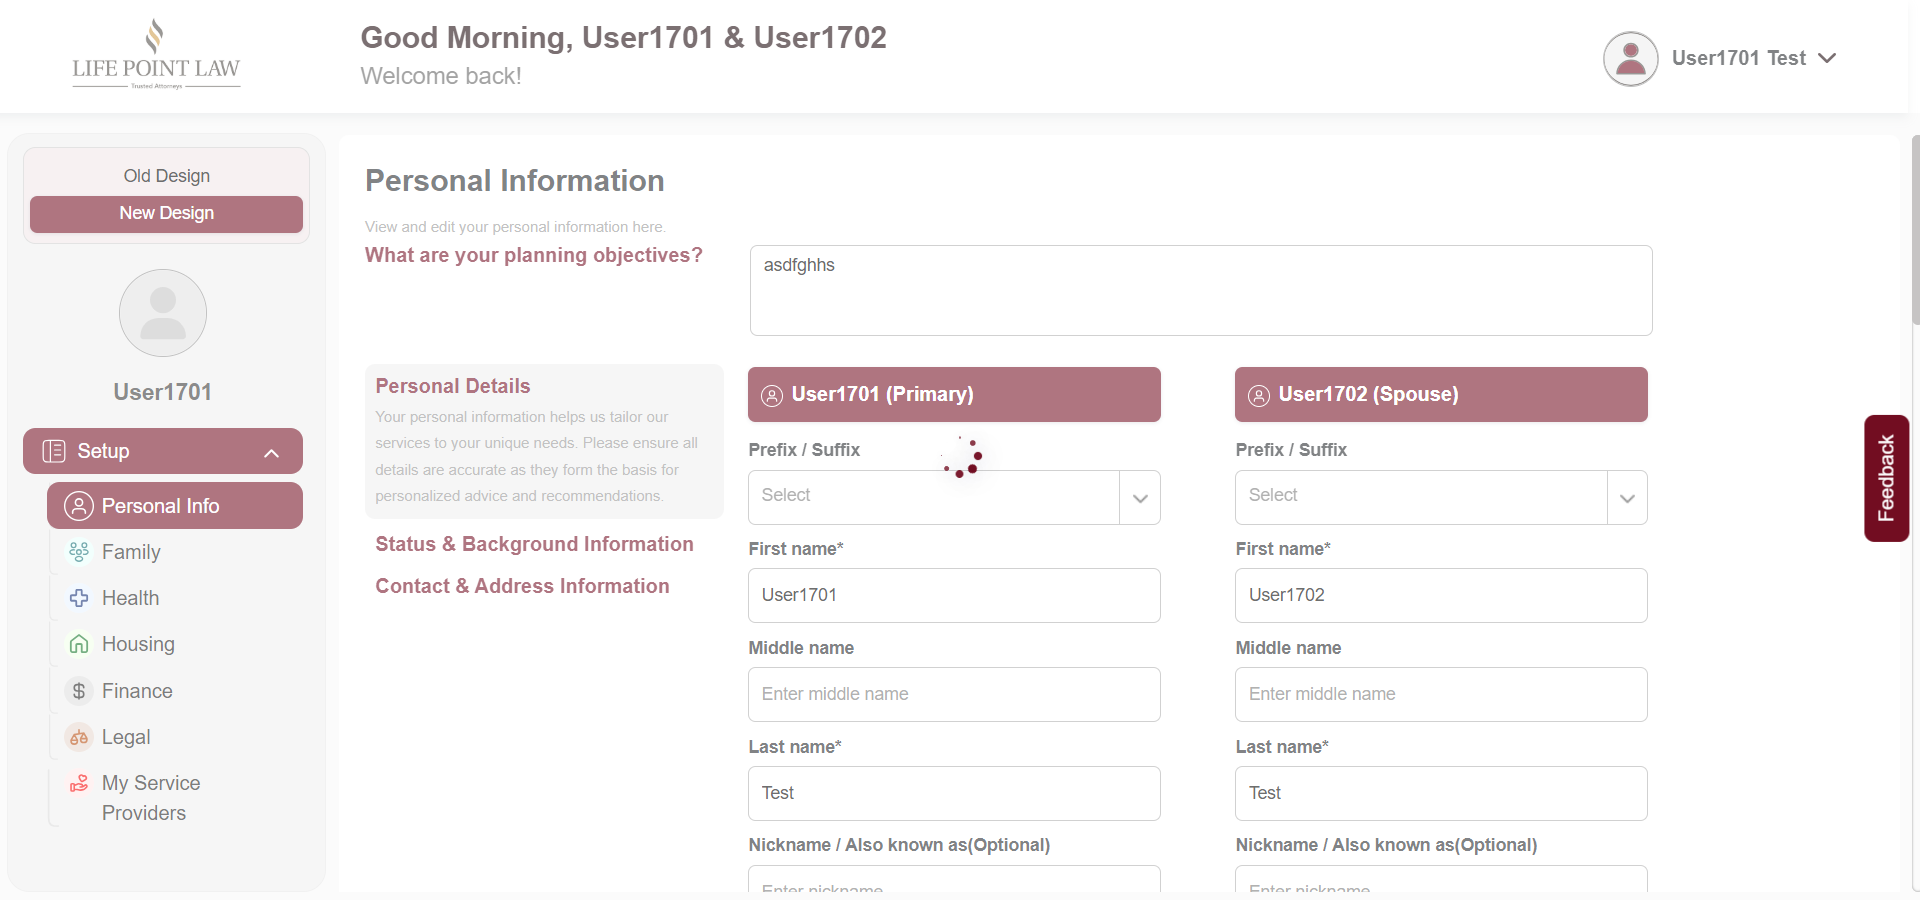 LIFE POINT LAW
Trusted Attorneys
Good Morning, User1701 & User1702
Welcome back!
User1701 Test
Old Design
New Design
User1701
Setup
Personal Info
Family
Health
Housing
Finance
Legal
My Service
Providers
Personal Information
View and edit your personal information here.
What are your planning objectives?
asdfghhs
Personal Details
Your personal information helps us tailor our
services to your unique needs. Please ensure all
details are accurate as they form the basis for
personalized advice and recommendations.
Status & Background Information
Contact & Address Information
User1701 (Primary)
Prefix / Suffix
Select
First name*
User1701
Middle name
Enter middle name
Last name*
Test
Nickname / Also known as(Optional)
Enter nickname
User1702 (Spouse)
Prefix / Suffix
Select
First name*
User1702
Middle name
Enter middle name
Last name*
Test
Nickname / Also known as(Optional)
Enter nickname
Feedback